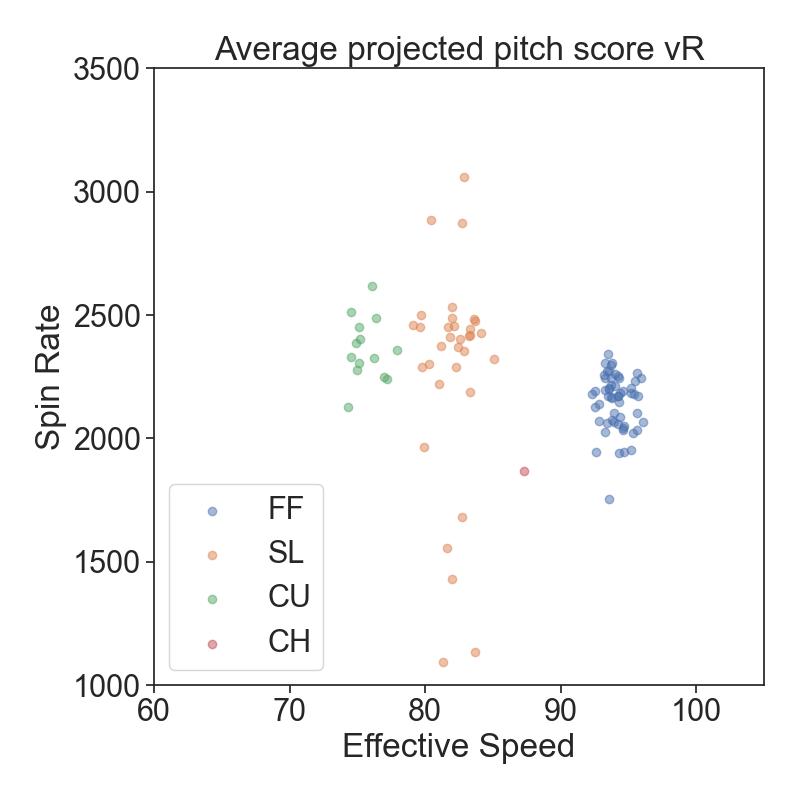 Average projected pitch score vR
3500
3000
2500
2000
1500
1000
Spin Rate
FF
SL
CU
CH
60 70 80 90 100
Effective Speed